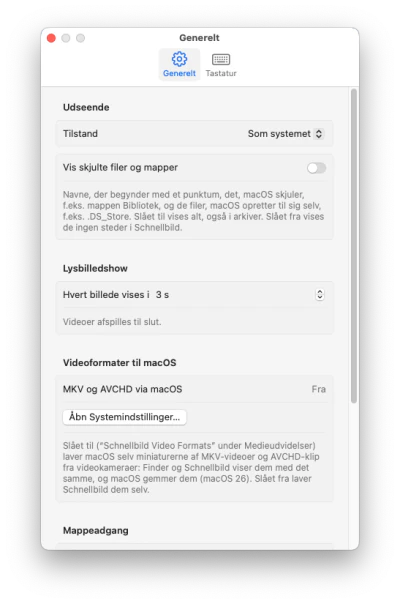 Generelt
Generelt
Tastatur
Udseende
Tilstand
Som systemet
Vis skjulte filer og mapper
Navne, der begynder med et punktum, det, macOS skjuler,
f.eks. mappen Bibliotek, og de filer, macOS opretter til sig selv,
f.eks. .DS_Store. Slået til vises alt, også i arkiver. Slået fra vises
de ingen steder i Schnellbild.
Lysbilledshow
Hvert billede vises i 3 s
Videoer afspilles til slut.
Videoformater til macOS
MKV og AVCHD via macOS
Fra
Åbn Systemindstillinger...
Slået til (“Schnellbild Video Formats” under Medieudvidelser)
laver macOS selv miniaturerne af MKV-videoer og AVCHD-klip
fra videokameraer: Finder og Schnellbild viser dem med det
samme, og macOS gemmer dem (macOS 26). Slået fra laver
Schnellbild dem selv.
Mappeadgang